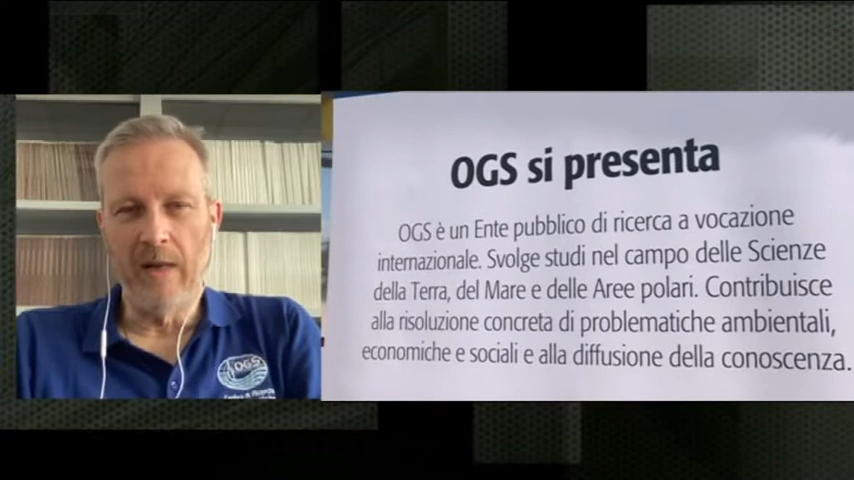 OGS si presenta
OGS è un Ente pubblico di ricerca a vocazione
internazionale. Svolge studi nel campo delle Scienze
della Terra, del Mare e delle Aree polari. Contribuisce
alla risoluzione concreta di problematiche ambientali,
economiche e sociali e alla diffusione della conoscenza.
OGS